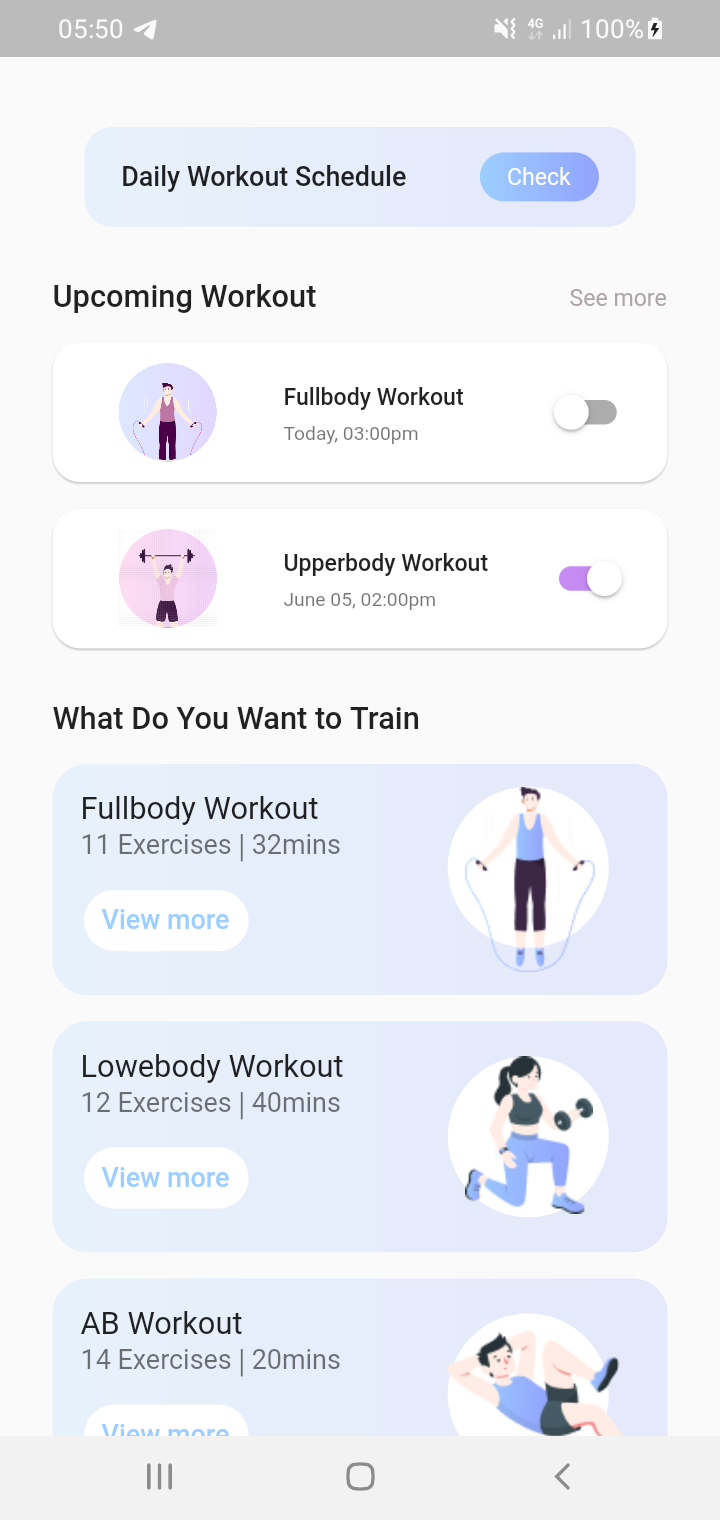 05:50
4G
100%
Daily Workout Schedule
Check
Upcoming Workout
See more
Fullbody Workout
Today, 03:00pm
Upperbody Workout
June 05, 02:00pm
What Do You Want to Train
Fullbody Workout
11 Exercises | 32mins
View more
Lowebody Workout
12 Exercises | 40mins
View more
AB Workout
14 Exercises | 20mins
View more